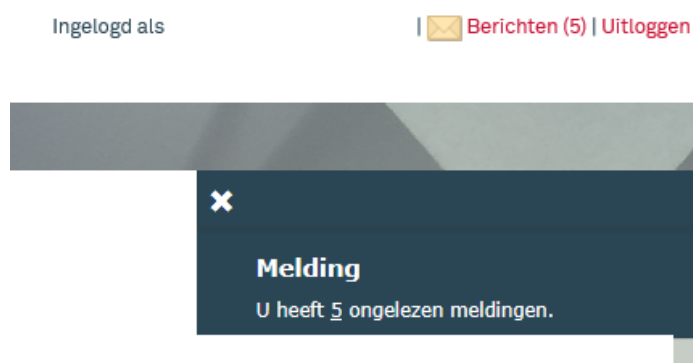 Ingelogd als | Berichten (5) | Uitloggen
Melding
U heeft 5 ongelezen meldingen.